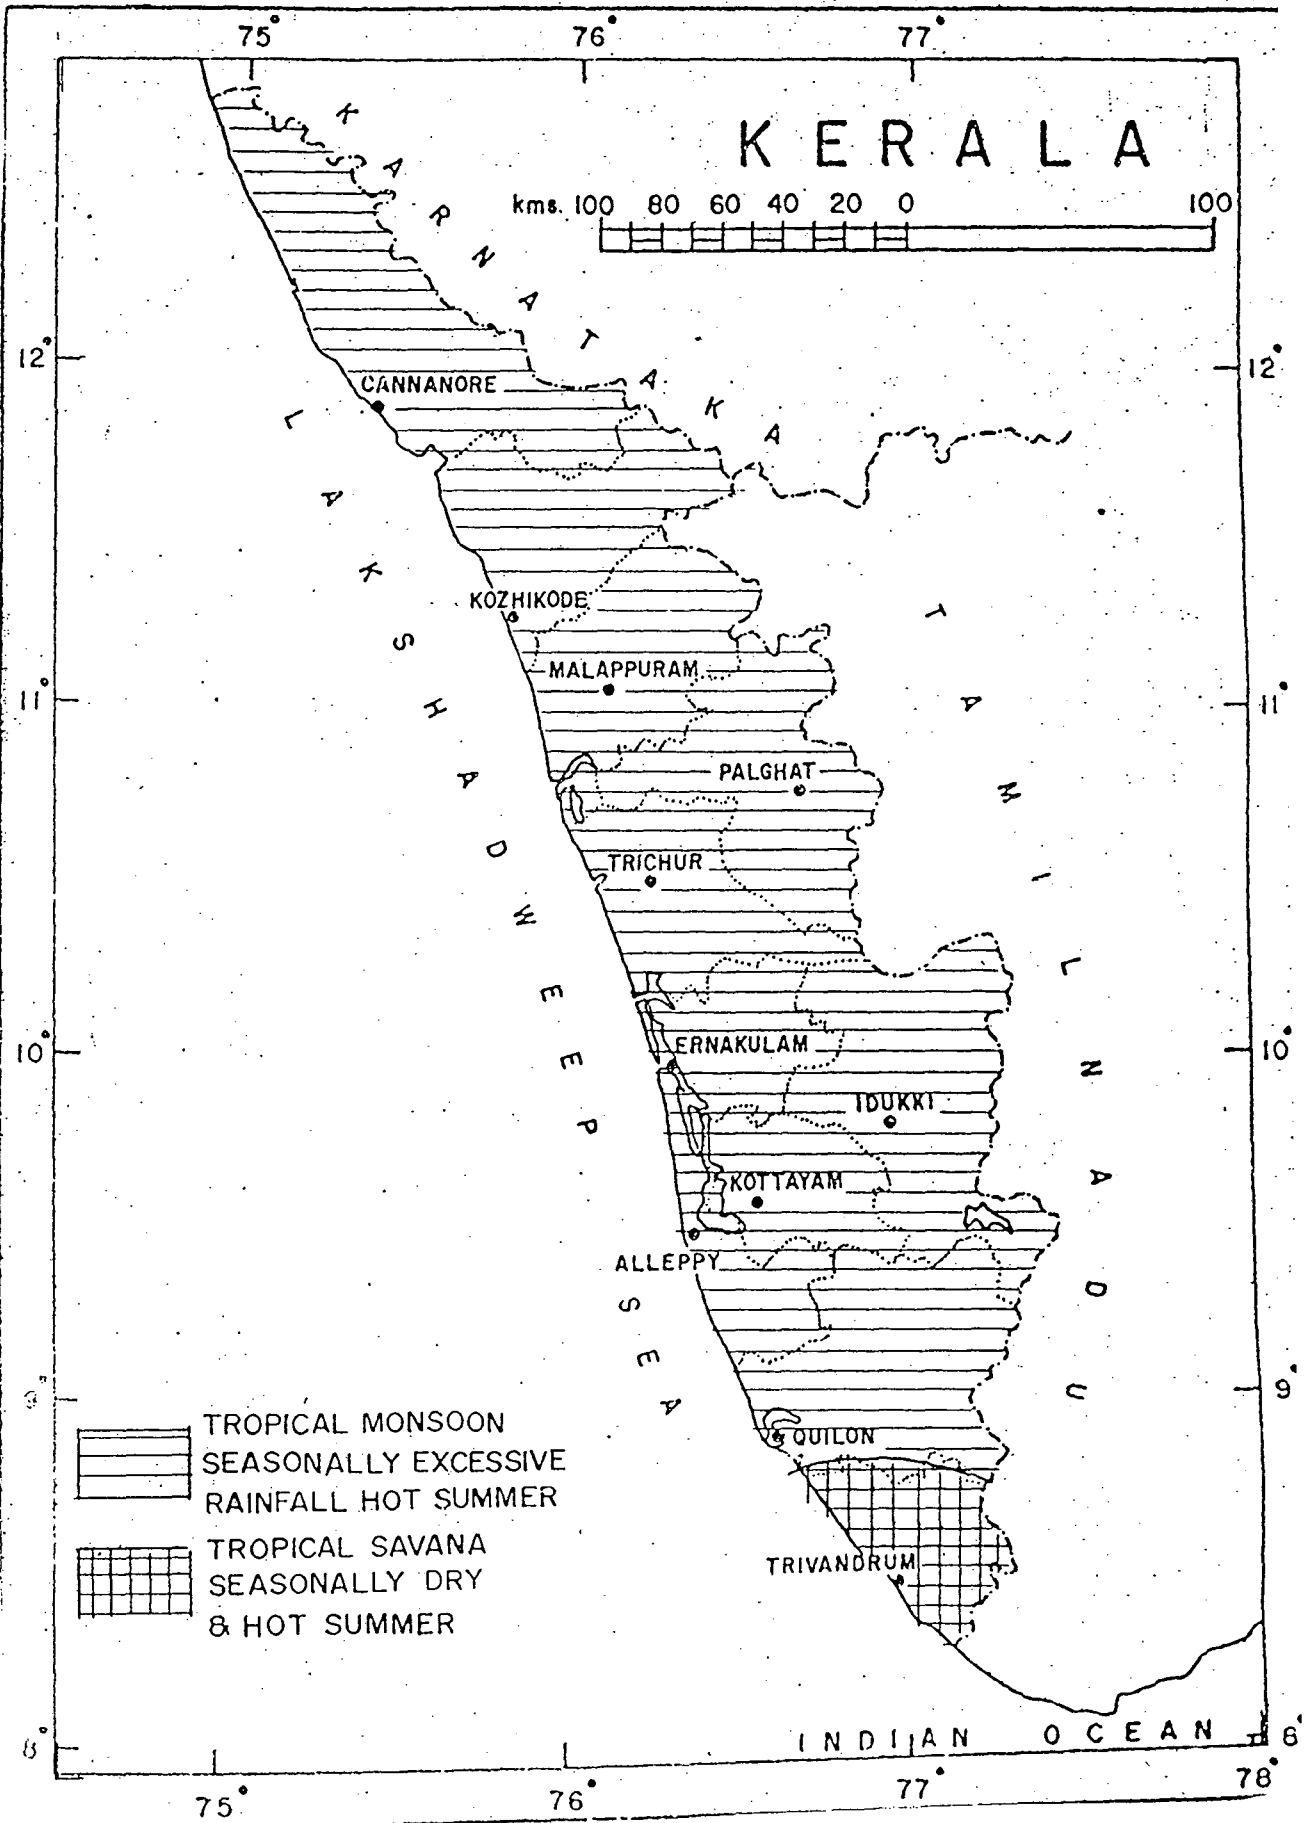 75° 76° 77°
KERALA
kms. 100 80 60 40 20 0 100
KARNATAKA
12° 12°
CANNANORE
LAKSHADWEEP SEA
KOZHIKODE
TAMILNADU
MALAPPURAM
11° 11°
PALGHAT
TRICHUR
10° 10°
ERNAKULAM
IDUKKI
KOTTAYAM
ALLEPPY
9° 9°
QUILON
TROPICAL MONSOON
SEASONALLY EXCESSIVE
RAINFALL HOT SUMMER
TROPICAL SAVANA
SEASONALLY DRY
& HOT SUMMER
TRIVANDRUM
INDIAN OCEAN
8° 8°
75° 76° 77° 78°